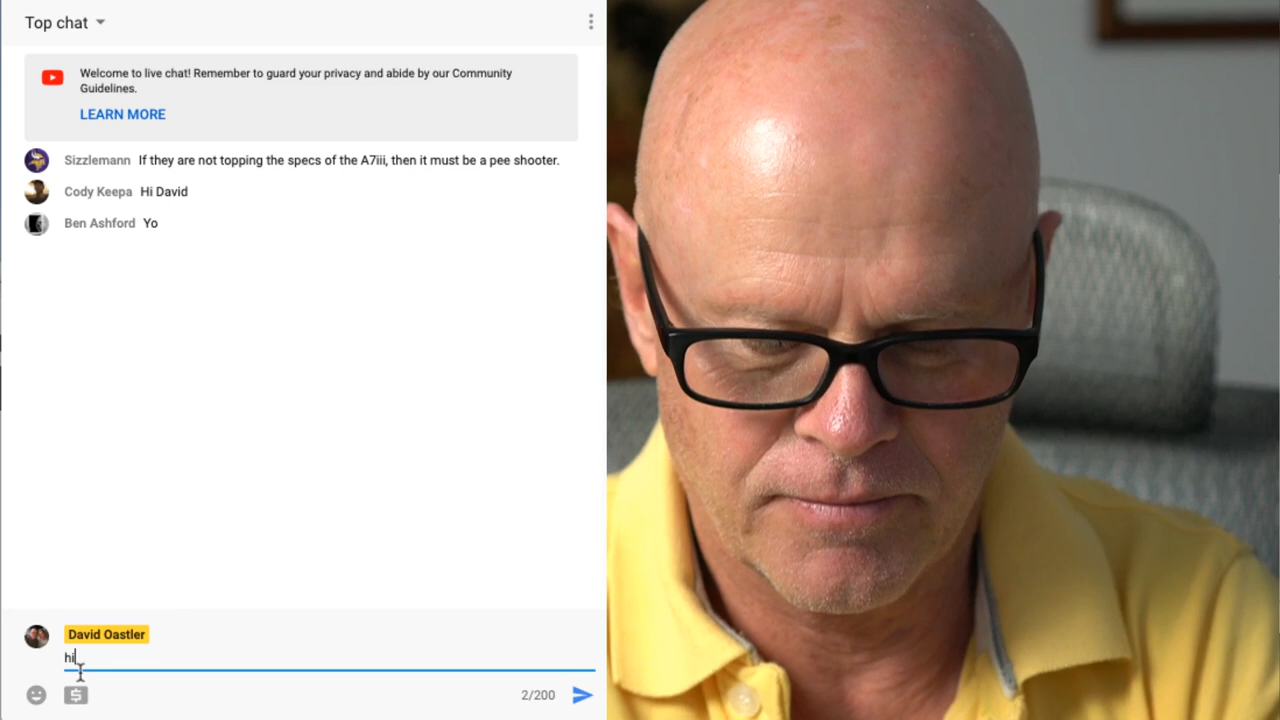 Top chat
Welcome to live chat! Remember to guard your privacy and abide by our Community
Guidelines.
LEARN MORE
Sizzlemann If they are not topping the specs of the A7iii, then it must be a pee shooter.
Cody Keepa Hi David
Ben Ashford Yo
David Oastler
hi
2/200